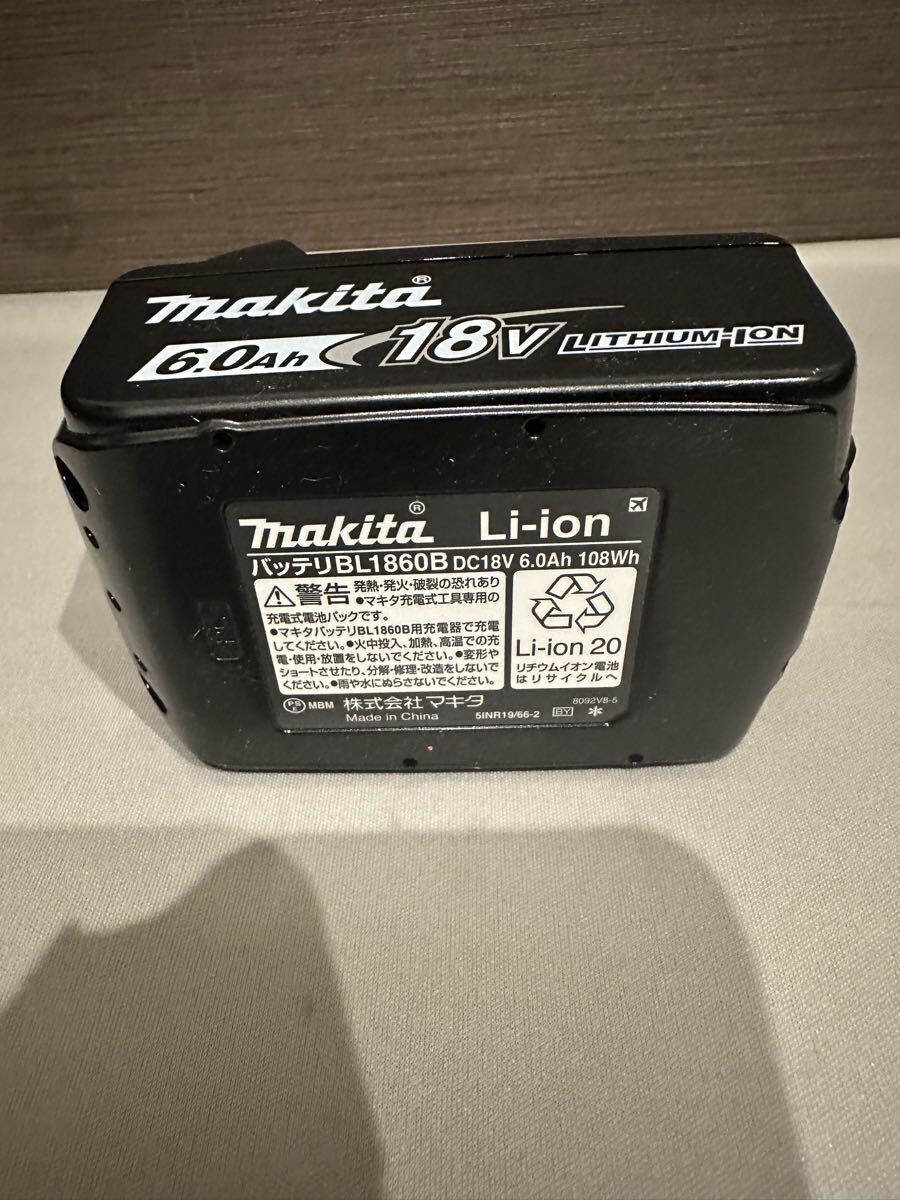 makita®
6.0Ah 18V LITHIUM-ION
makita® Li-ion
バッテリBL1860B DC18V 6.0Ah 108Wh
警告 発熱・発火・破裂の恐れあり
●マキタ充電式工具専用の
充電式電池パックです。
●マキタバッテリBL1860B用充電器で充電
してください。●火中投入、加熱、高温での充
電・使用・放置をしないでください。●変形や
ショートさせたり、分解・修理・改造をしないで
ください。●雨や水にぬらさないでください。
Li-ion 20
リチウムイオン電池
はリサイクルへ
PS E MBM 株式会社 マキタ
Made in China
5INR19/66-2
8092V8-5
BY *